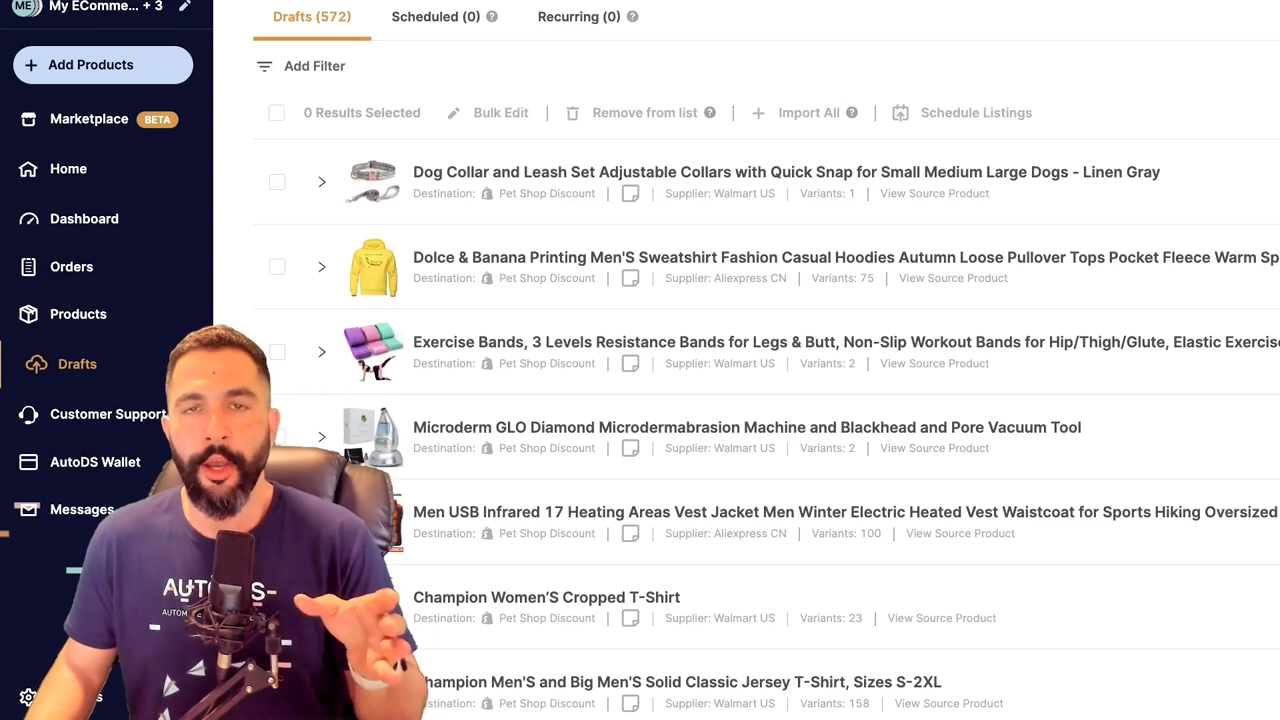 ME
My EComme... + 3
Drafts (572)
Scheduled (0)
Recurring (0)
Add Products
Add Filter
0 Results Selected
Bulk Edit
Remove from list
Import All
Schedule Listings
Marketplace BETA
Home
Dashboard
Orders
Products
Drafts
Customer Support
AutoDS Wallet
Messages
Dog Collar and Leash Set Adjustable Collars with Quick Snap for Small Medium Large Dogs - Linen Gray
Destination: Pet Shop Discount | Supplier: Walmart US | Variants: 1 | View Source Product
Dolce & Banana Printing Men'S Sweatshirt Fashion Casual Hoodies Autumn Loose Pullover Tops Pocket Fleece Warm Sp
Destination: Pet Shop Discount | Supplier: Aliexpress CN | Variants: 75 | View Source Product
Exercise Bands, 3 Levels Resistance Bands for Legs & Butt, Non-Slip Workout Bands for Hip/Thigh/Glute, Elastic Exercise
Destination: Pet Shop Discount | Supplier: Walmart US | Variants: 2 | View Source Product
Microderm GLO Diamond Microdermabrasion Machine and Blackhead and Pore Vacuum Tool
Destination: Pet Shop Discount | Supplier: Walmart US | Variants: 2 | View Source Product
Men USB Infrared 17 Heating Areas Vest Jacket Men Winter Electric Heated Vest Waistcoat for Sports Hiking Oversized
Destination: Pet Shop Discount | Supplier: Aliexpress CN | Variants: 100 | View Source Product
Champion Women'S Cropped T-Shirt
Destination: Pet Shop Discount | Supplier: Walmart US | Variants: 23 | View Source Product
hampion Men'S and Big Men'S Solid Classic Jersey T-Shirt, Sizes S-2XL
stination: Pet Shop Discount | Supplier: Walmart US | Variants: 158 | View Source Product
AUT S
AUTOM